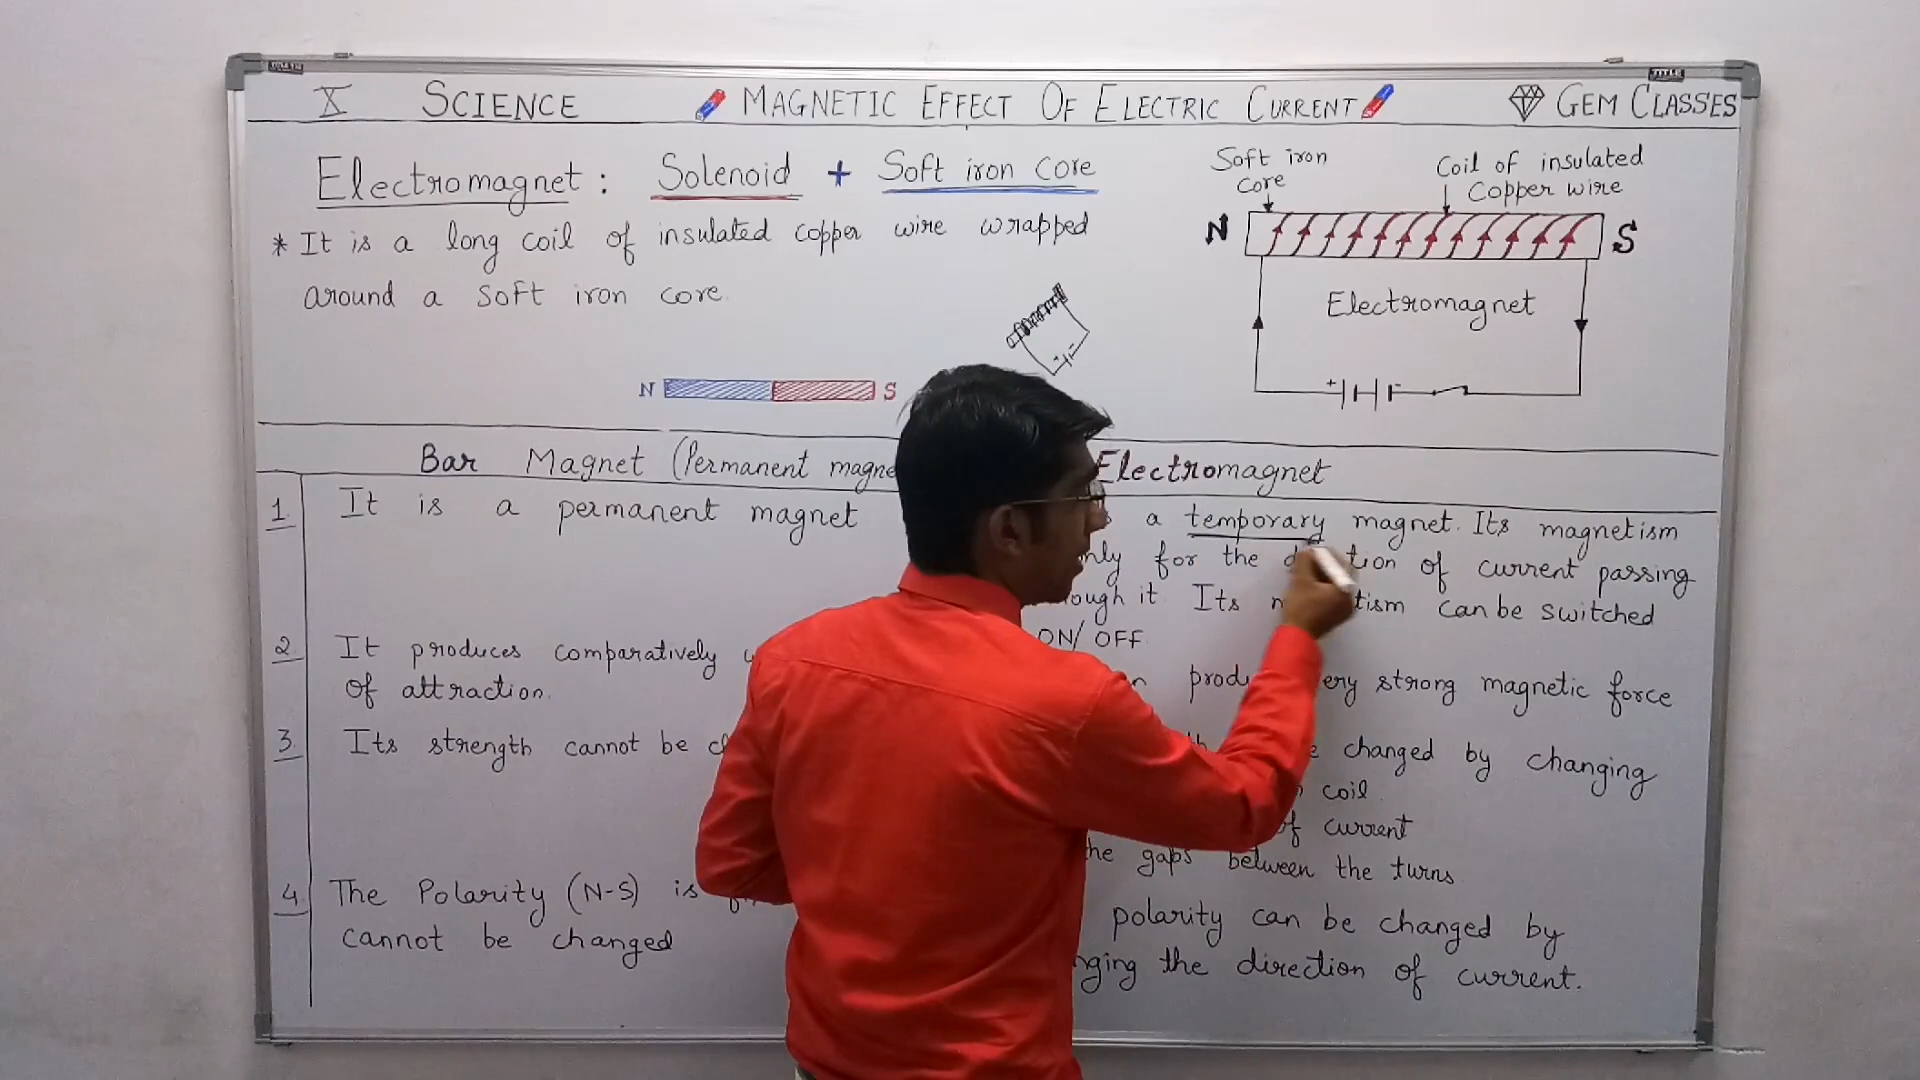 X SCIENCE MAGNETIC EFFECT OF ELECTRIC CURRENT GEM CLASSES
Electromagnet: Solenoid + Soft iron core
* It is a long coil of insulated copper wire wrapped
around a soft iron core.
Soft iron
core
Coil of insulated
copper wire
N S
Electromagnet
+ -
N S
+ -
Bar Magnet (Permanent Electromagnet
1. It is a permanent magnet
a temporary magnet. Its magnetism
for the of current passing
it. Its can be switched
ON/OFF
2. It produces comparatively
of attraction.
strong magnetic force
3. Its strength cannot be
changed by changing
coil
of current
the gaps between the turns
4. The Polarity (N-S) is
cannot be changed
polarity can be changed by
the direction of current.